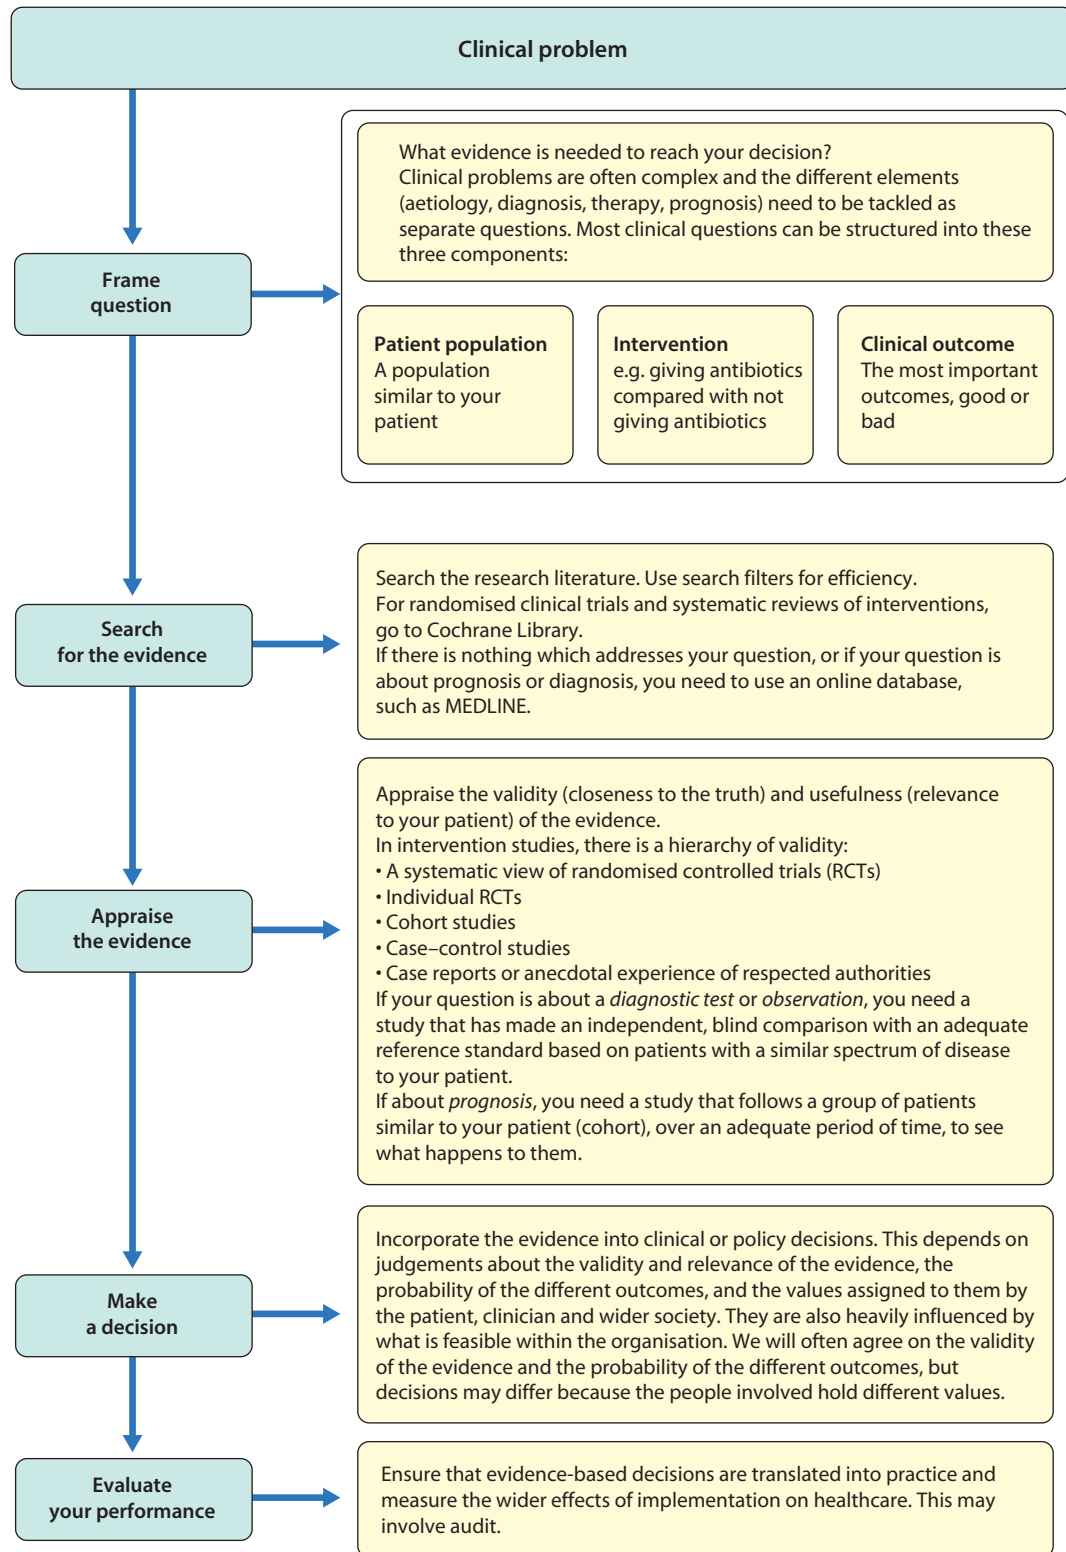 Clinical problem
Frame
question
What evidence is needed to reach your decision?
Clinical problems are often complex and the different elements
(aetiology, diagnosis, therapy, prognosis) need to be tackled as
separate questions. Most clinical questions can be structured into these
three components:
Patient population
A population
similar to your
patient
Intervention
e.g. giving antibiotics
compared with not
giving antibiotics
Clinical outcome
The most important
outcomes, good or
bad
Search
for the evidence
Search the research literature. Use search filters for efficiency.
For randomised clinical trials and systematic reviews of interventions,
go to Cochrane Library.
If there is nothing which addresses your question, or if your question is
about prognosis or diagnosis, you need to use an online database,
such as MEDLINE.
Appraise
the evidence
Appraise the validity (closeness to the truth) and usefulness (relevance
to your patient) of the evidence.
In intervention studies, there is a hierarchy of validity:
• A systematic view of randomised controlled trials (RCTs)
• Individual RCTs
• Cohort studies
• Case–control studies
• Case reports or anecdotal experience of respected authorities
If your question is about a diagnostic test or observation, you need a
study that has made an independent, blind comparison with an adequate
reference standard based on patients with a similar spectrum of disease
to your patient.
If about prognosis, you need a study that follows a group of patients
similar to your patient (cohort), over an adequate period of time, to see
what happens to them.
Make
a decision
Incorporate the evidence into clinical or policy decisions. This depends on
judgements about the validity and relevance of the evidence, the
probability of the different outcomes, and the values assigned to them by
the patient, clinician and wider society. They are also heavily influenced by
what is feasible within the organisation. We will often agree on the validity
of the evidence and the probability of the different outcomes, but
decisions may differ because the people involved hold different values.
Evaluate
your performance
Ensure that evidence-based decisions are translated into practice and
measure the wider effects of implementation on healthcare. This may
involve audit.